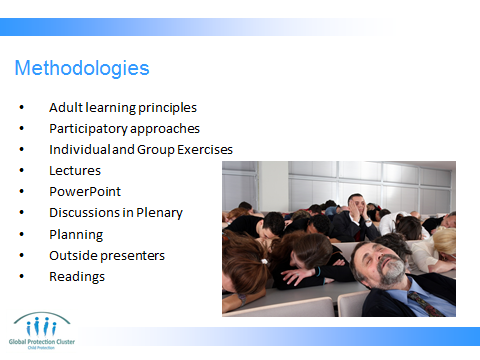 Methodologies
• Adult learning principles
• Participatory approaches
• Individual and Group Exercises
• Lectures
• PowerPoint
• Discussions in Plenary
• Planning
• Outside presenters
• Readings
Global Protection Cluster
Child Protection